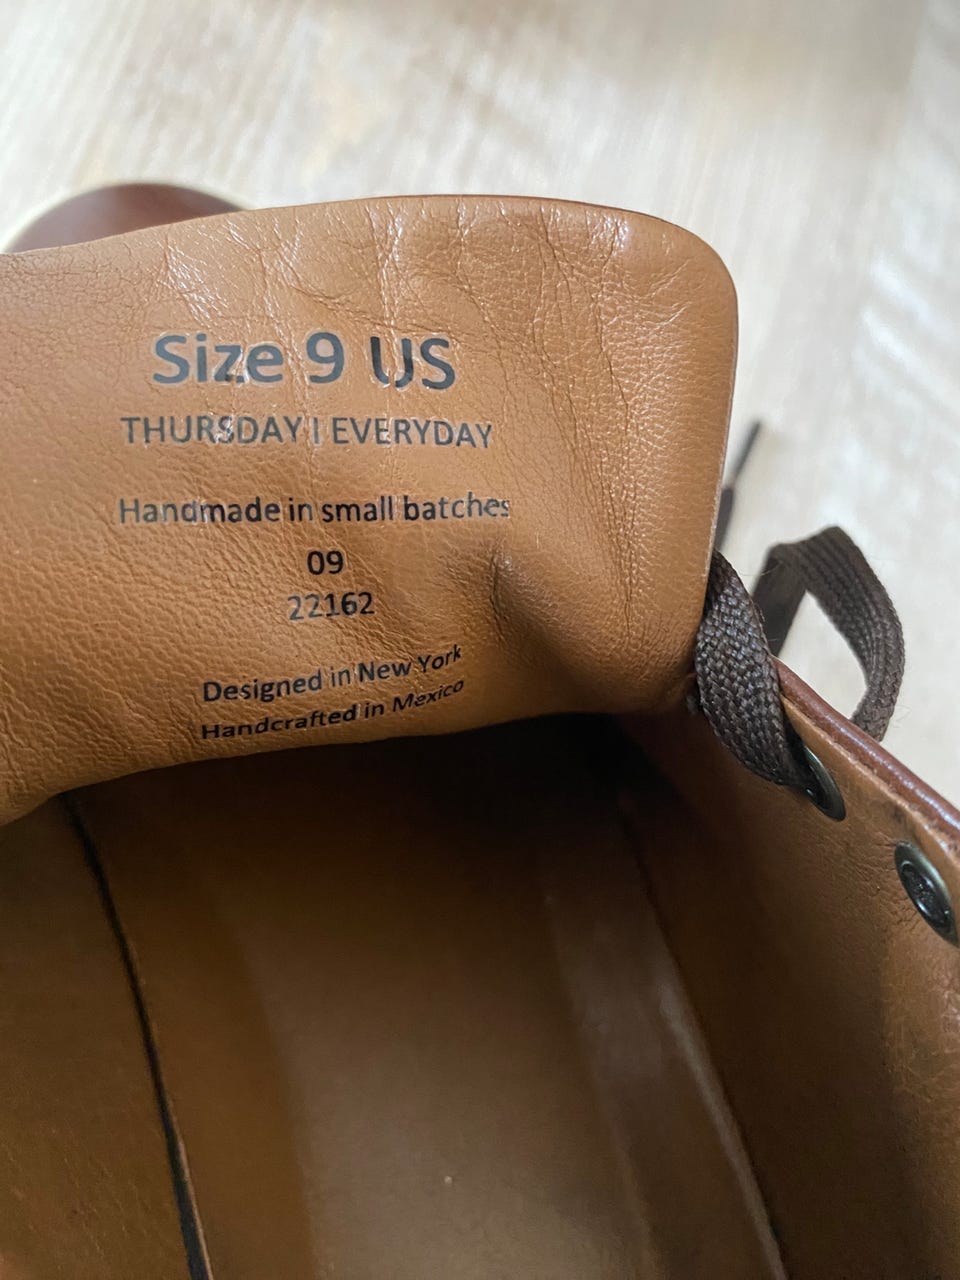 Size 9 US
THURSDAY | EVERYDAY
Handmade in small batches
09
22162
Designed in New York
Handcrafted in Mexico